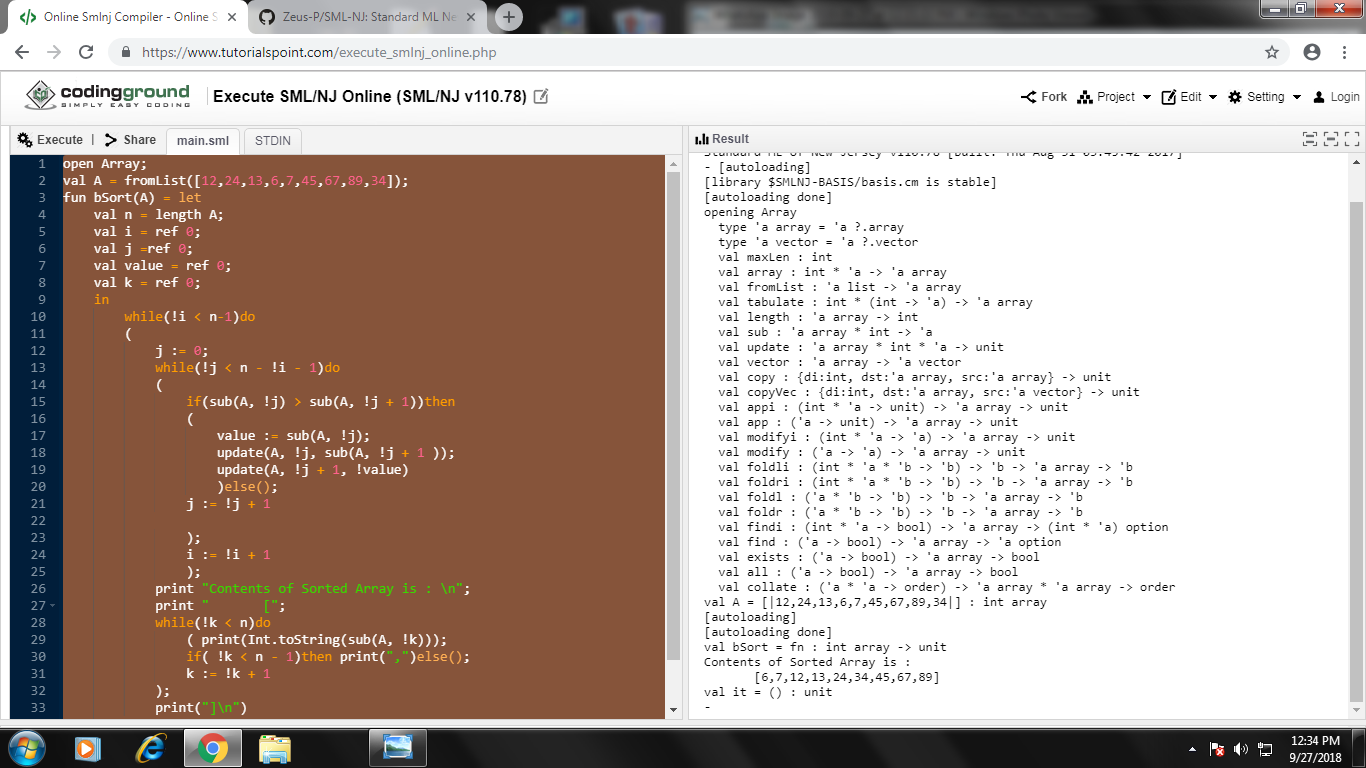 Online Smlnj Compiler - Online S
Zeus-P/SML-NJ: Standard ML Ne
https://www.tutorialspoint.com/execute_smlnj_online.php
codingground
SIMPLY EASY CODING
Execute SML/NJ Online (SML/NJ v110.78)
Fork
Project
Edit
Setting
Login
Execute | Share
main.sml
STDIN
1 open Array;
2 val A = fromList([12,24,13,6,7,45,67,89,34]);
3 fun bSort(A) = let
4 val n = length A;
5 val i = ref 0;
6 val j =ref 0;
7 val value = ref 0;
8 val k = ref 0;
9 in
10 while(!i < n-1)do
11 (
12 j := 0;
13 while(!j < n - !i - 1)do
14 (
15 if(sub(A, !j) > sub(A, !j + 1))then
16 (
17 value := sub(A, !j);
18 update(A, !j, sub(A, !j + 1 ));
19 update(A, !j + 1, !value)
20 )else();
21 j := !j + 1
22
23 );
24 i := !i + 1
25 );
26 print "Contents of Sorted Array is : \n";
27 print "       [";
28 while(!k < n)do
29 ( print(Int.toString(sub(A, !k)));
30 if( !k < n - 1)then print(",")else();
31 k := !k + 1
32 );
33 print("]\n")
Result
Standard ML of New Jersey v110.78 [built: Thu Aug 31 03:45:42 2017]
- [autoloading]
[library $SMLNJ-BASIS/basis.cm is stable]
[autoloading done]
opening Array
type 'a array = 'a ?.array
type 'a vector = 'a ?.vector
val maxLen : int
val array : int * 'a -> 'a array
val fromList : 'a list -> 'a array
val tabulate : int * (int -> 'a) -> 'a array
val length : 'a array -> int
val sub : 'a array * int -> 'a
val update : 'a array * int * 'a -> unit
val vector : 'a array -> 'a vector
val copy : {di:int, dst:'a array, src:'a array} -> unit
val copyVec : {di:int, dst:'a array, src:'a vector} -> unit
val appi : (int * 'a -> unit) -> 'a array -> unit
val app : ('a -> unit) -> 'a array -> unit
val modifyi : (int * 'a -> 'a) -> 'a array -> unit
val modify : ('a -> 'a) -> 'a array -> unit
val foldli : (int * 'a * 'b -> 'b) -> 'b -> 'a array -> 'b
val foldri : (int * 'a * 'b -> 'b) -> 'b -> 'a array -> 'b
val foldl : ('a * 'b -> 'b) -> 'b -> 'a array -> 'b
val foldr : ('a * 'b -> 'b) -> 'b -> 'a array -> 'b
val findi : (int * 'a -> bool) -> 'a array -> (int * 'a) option
val find : ('a -> bool) -> 'a array -> 'a option
val exists : ('a -> bool) -> 'a array -> bool
val all : ('a -> bool) -> 'a array -> bool
val collate : ('a * 'a -> order) -> 'a array * 'a array -> order
val A = [|12,24,13,6,7,45,67,89,34|] : int array
[autoloading]
[autoloading done]
val bSort = fn : int array -> unit
Contents of Sorted Array is :
[6,7,12,13,24,34,45,67,89]
val it = () : unit
-
12:34 PM
9/27/2018